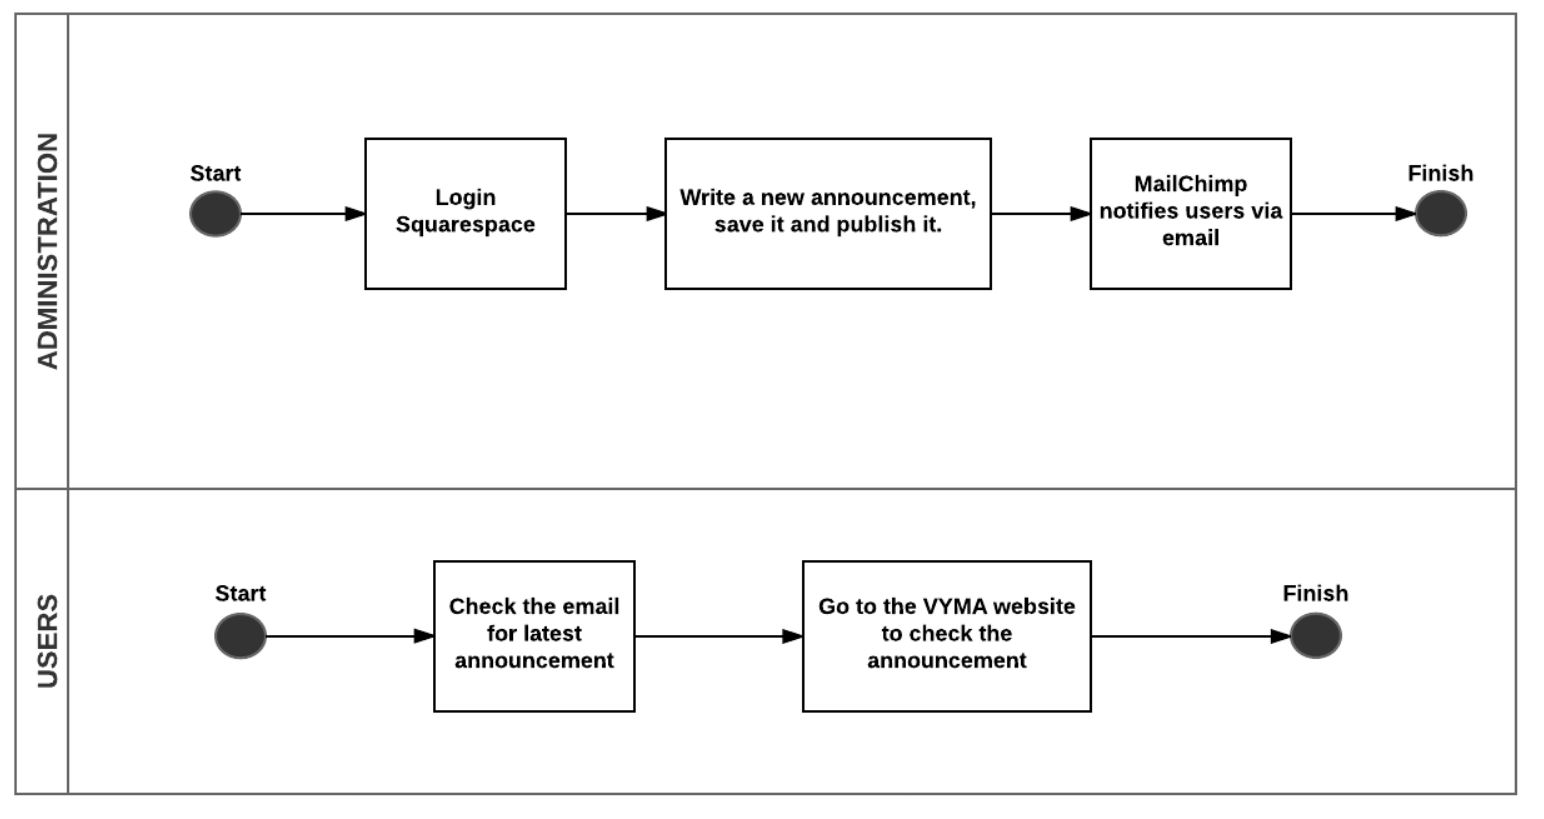 ADMINISTRATION
Start
Login
Squarespace
Write a new announcement,
save it and publish it.
MailChimp
notifies users via
email
Finish
USERS
Start
Check the email
for latest
announcement
Go to the VYMA website
to check the
announcement
Finish